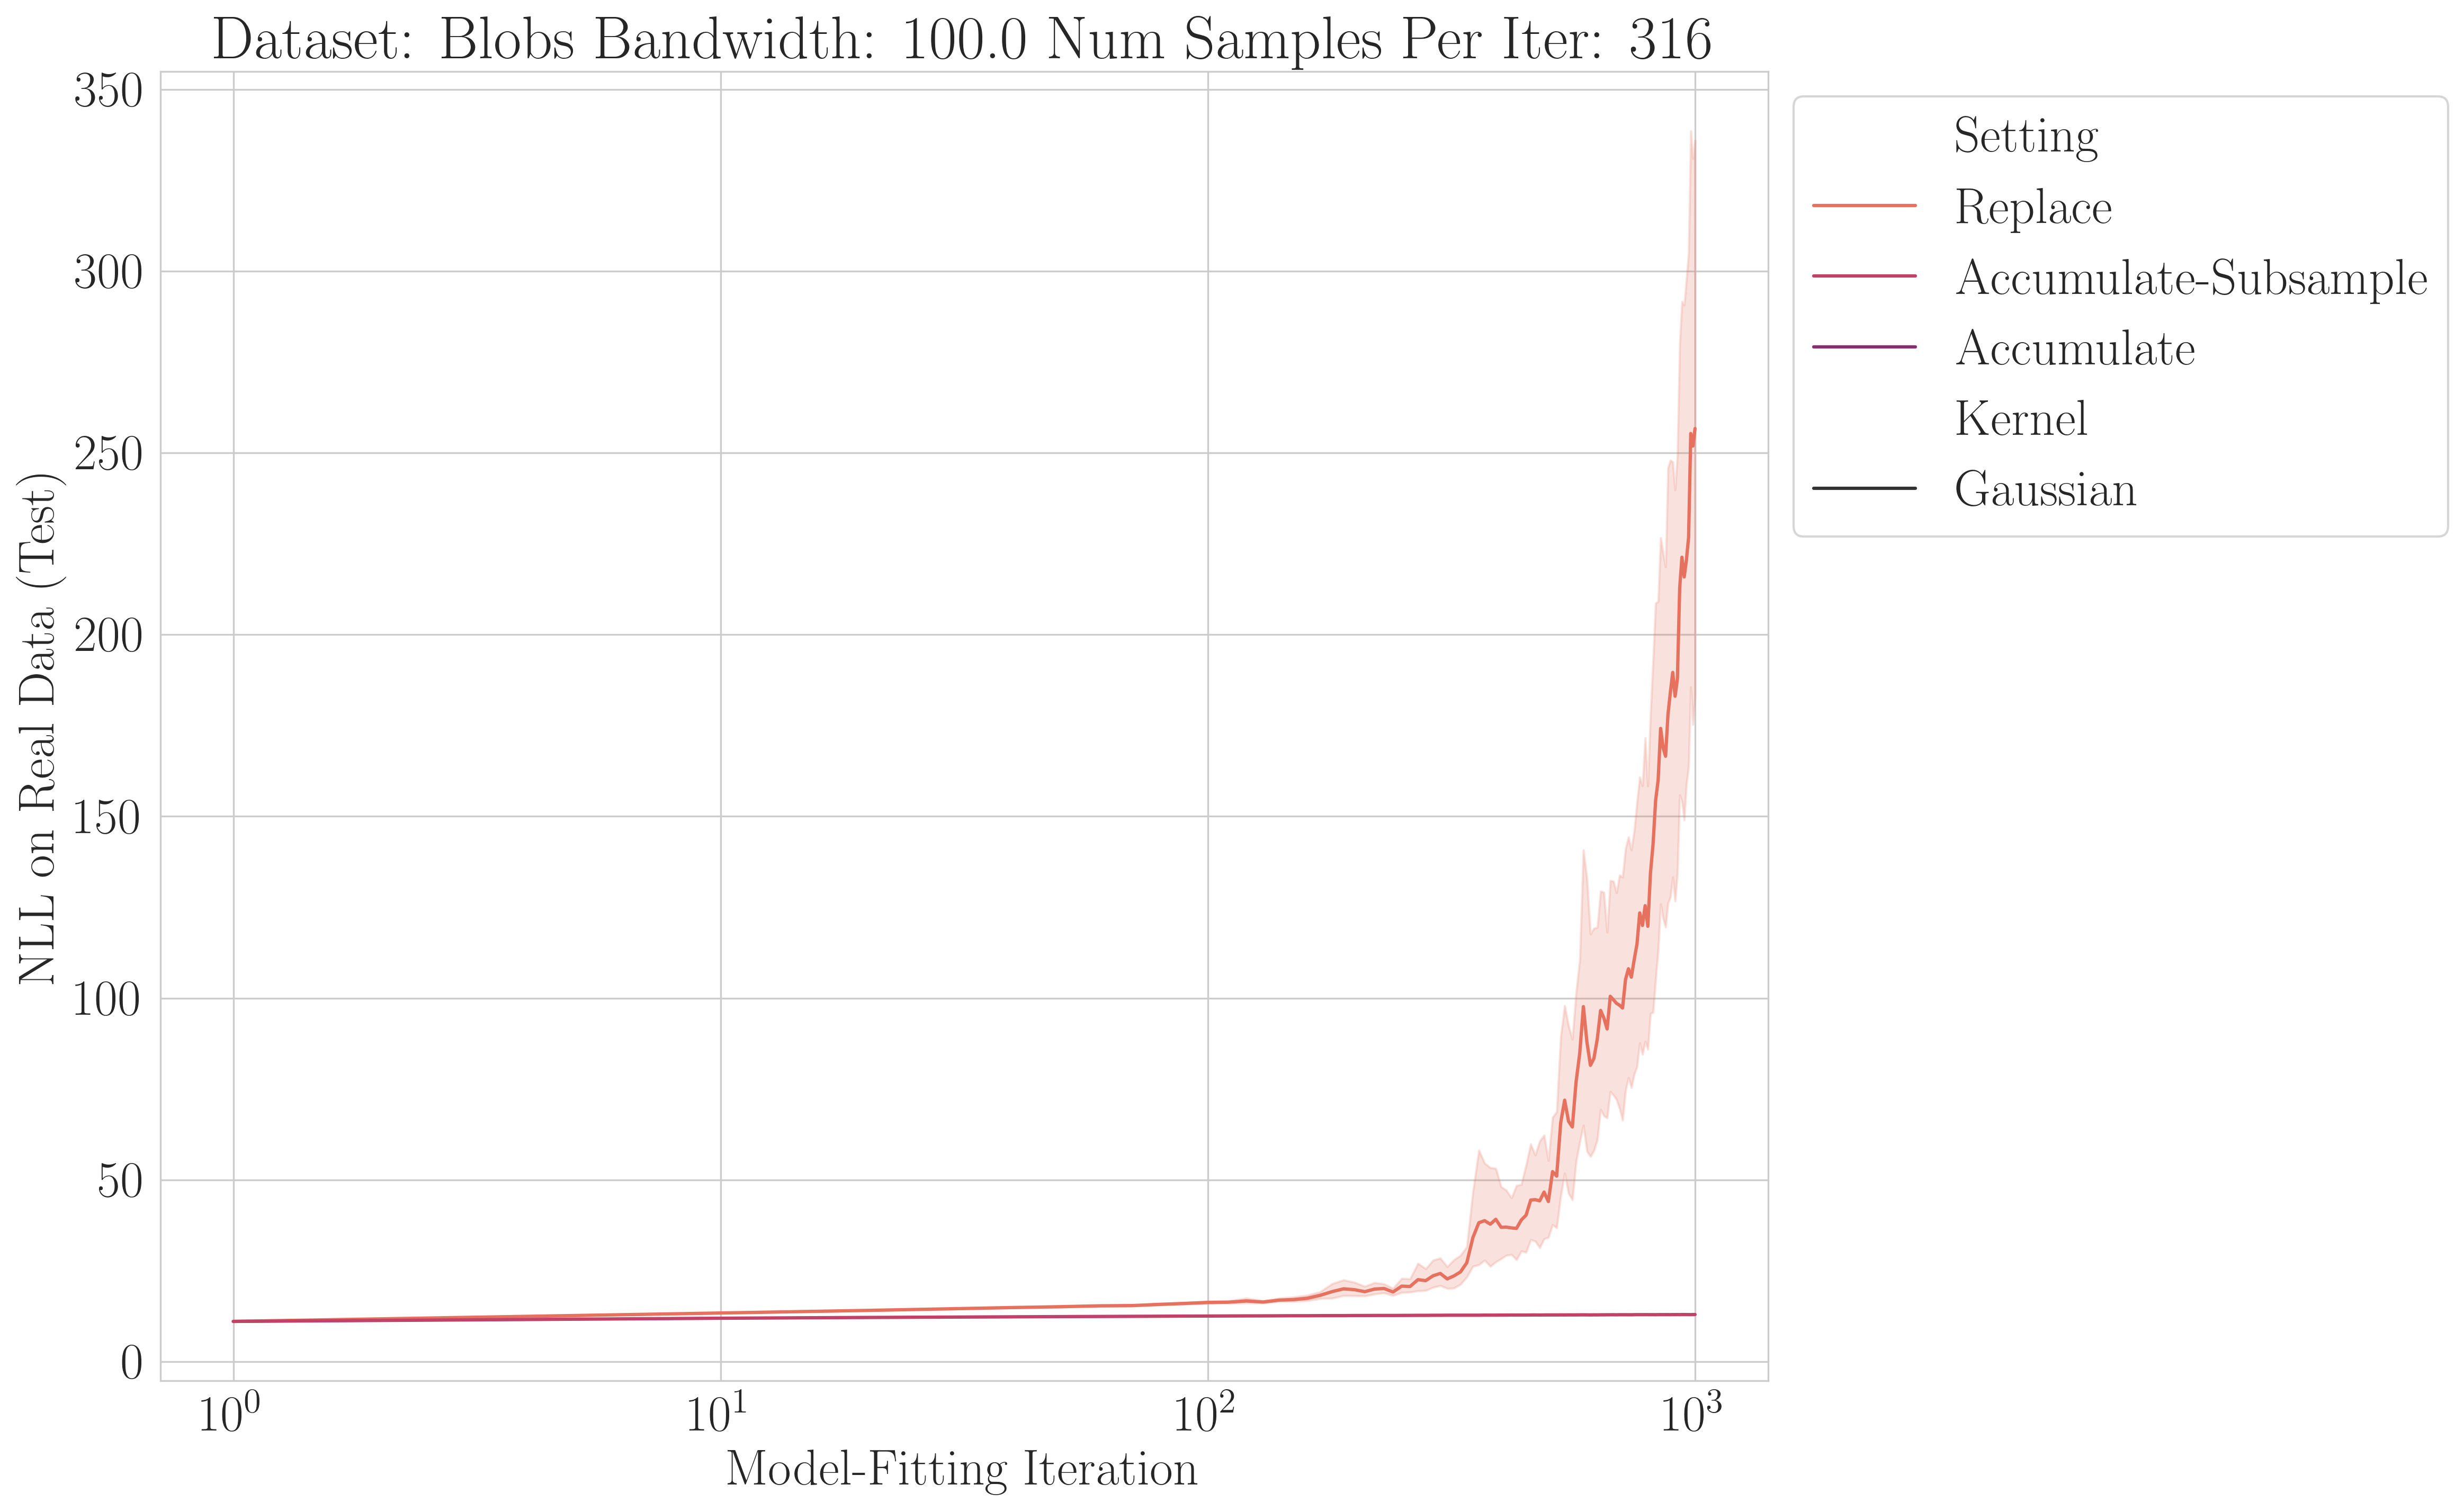 Dataset: Blobs Bandwidth: 100.0 Num Samples Per Iter: 316
NLL on Real Data (Test)
350
300
250
200
150
100
50
0
10^0
10^1
10^2
10^3
Model-Fitting Iteration
Setting
Replace
Accumulate-Subsample
Accumulate
Kernel
Gaussian